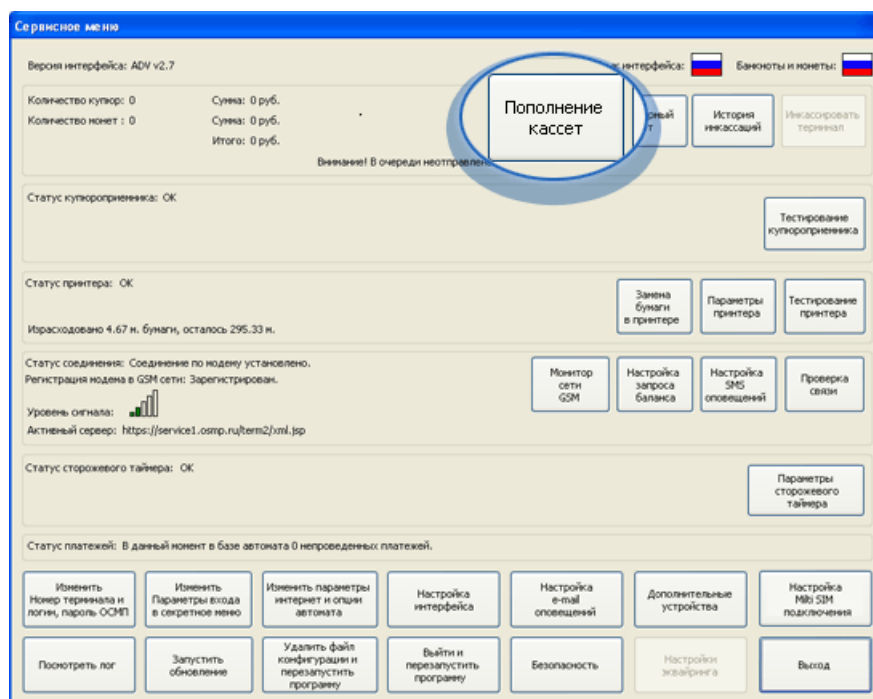 Сервисное меню
Версия интерфейса: ADV v2.7
интерфейса:
Банкноты и монеты:
Количество купюр: 0
Сумма: 0 руб.
Количество монет : 0
Сумма: 0 руб.
Итого: 0 руб.
Внимание! В очереди неотправлен
Пополнение
кассет
История
инкассаций
Инкассировать
терминал
Статус купюроприемника: OK
Тестирование
купюроприемника
Статус принтера: OK
Израсходовано 4.67 м. бумаги, осталось 295.33 м.
Замена
бумаги
в принтере
Параметры
принтера
Тестирование
принтера
Статус соединения: Соединение по модему установлено.
Регистрация модема в GSM сети: Зарегистрирован.
Уровень сигнала:
Активный сервер: https://service1.osmp.ru/term2/xml.jsp
Монитор
сети
GSM
Настройка
запроса
баланса
Настройка
SMS
оповещений
Проверка
связи
Статус сторожевого таймера: OK
Параметры
сторожевого
таймера
Статус платежей: В данный момент в базе автомата 0 непроведенных платежей.
Изменить
Номер терминала и
логин, пароль ОСМП
Изменить
Параметры входа
в секретное меню
Изменить параметры
интернет и опции
автомата
Настройка
интерфейса
Настройка
e-mail
оповещений
Дополнительные
устройства
Настройка
Milti SIM
подключения
Посмотреть лог
Запустить
обновление
Удалить файл
конфигурации и
перезапустить
программу
Выйти и
перезапустить
программу
Безопасность
Настройки
эквайринга
Выход